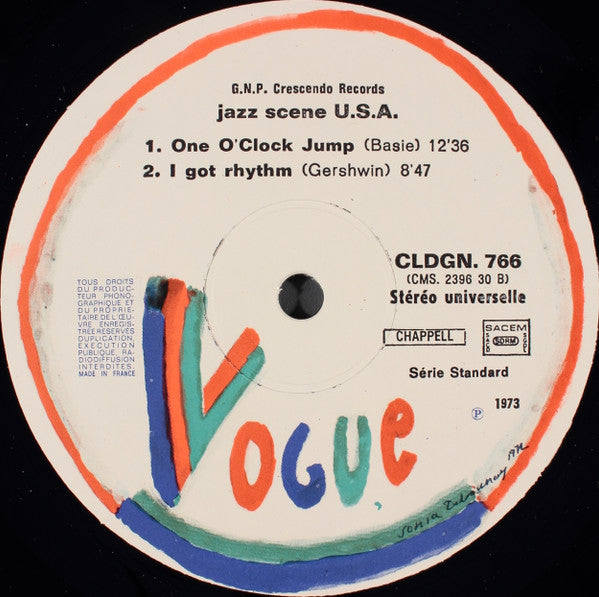 G.N.P. Crescendo Records
jazz scene U.S.A.
1. One O'Clock Jump (Basie) 12'36
2. I got rhythm (Gershwin) 8'47
CLDGN. 766
(CMS. 2396 30 B)
Stéréo universelle
TOUS DROITS
DU PRODUC-
TEUR PHONO-
GRAPHIQUE ET
DU PROPRIÉ-
TAIRE DE L'ŒU-
VRE ENREGIS-
TRÉE RÉSERVÉS
DUPLICATION,
EXÉCUTION
PUBLIQUE, RA-
DIODIFFUSION
INTERDITES.
MADE IN FRANCE
CHAPPELL
SACEM
SACD
SDRM
SGDL
Série Standard
Ⓟ 1973
VOGUE
Sonia Delaunay 1972